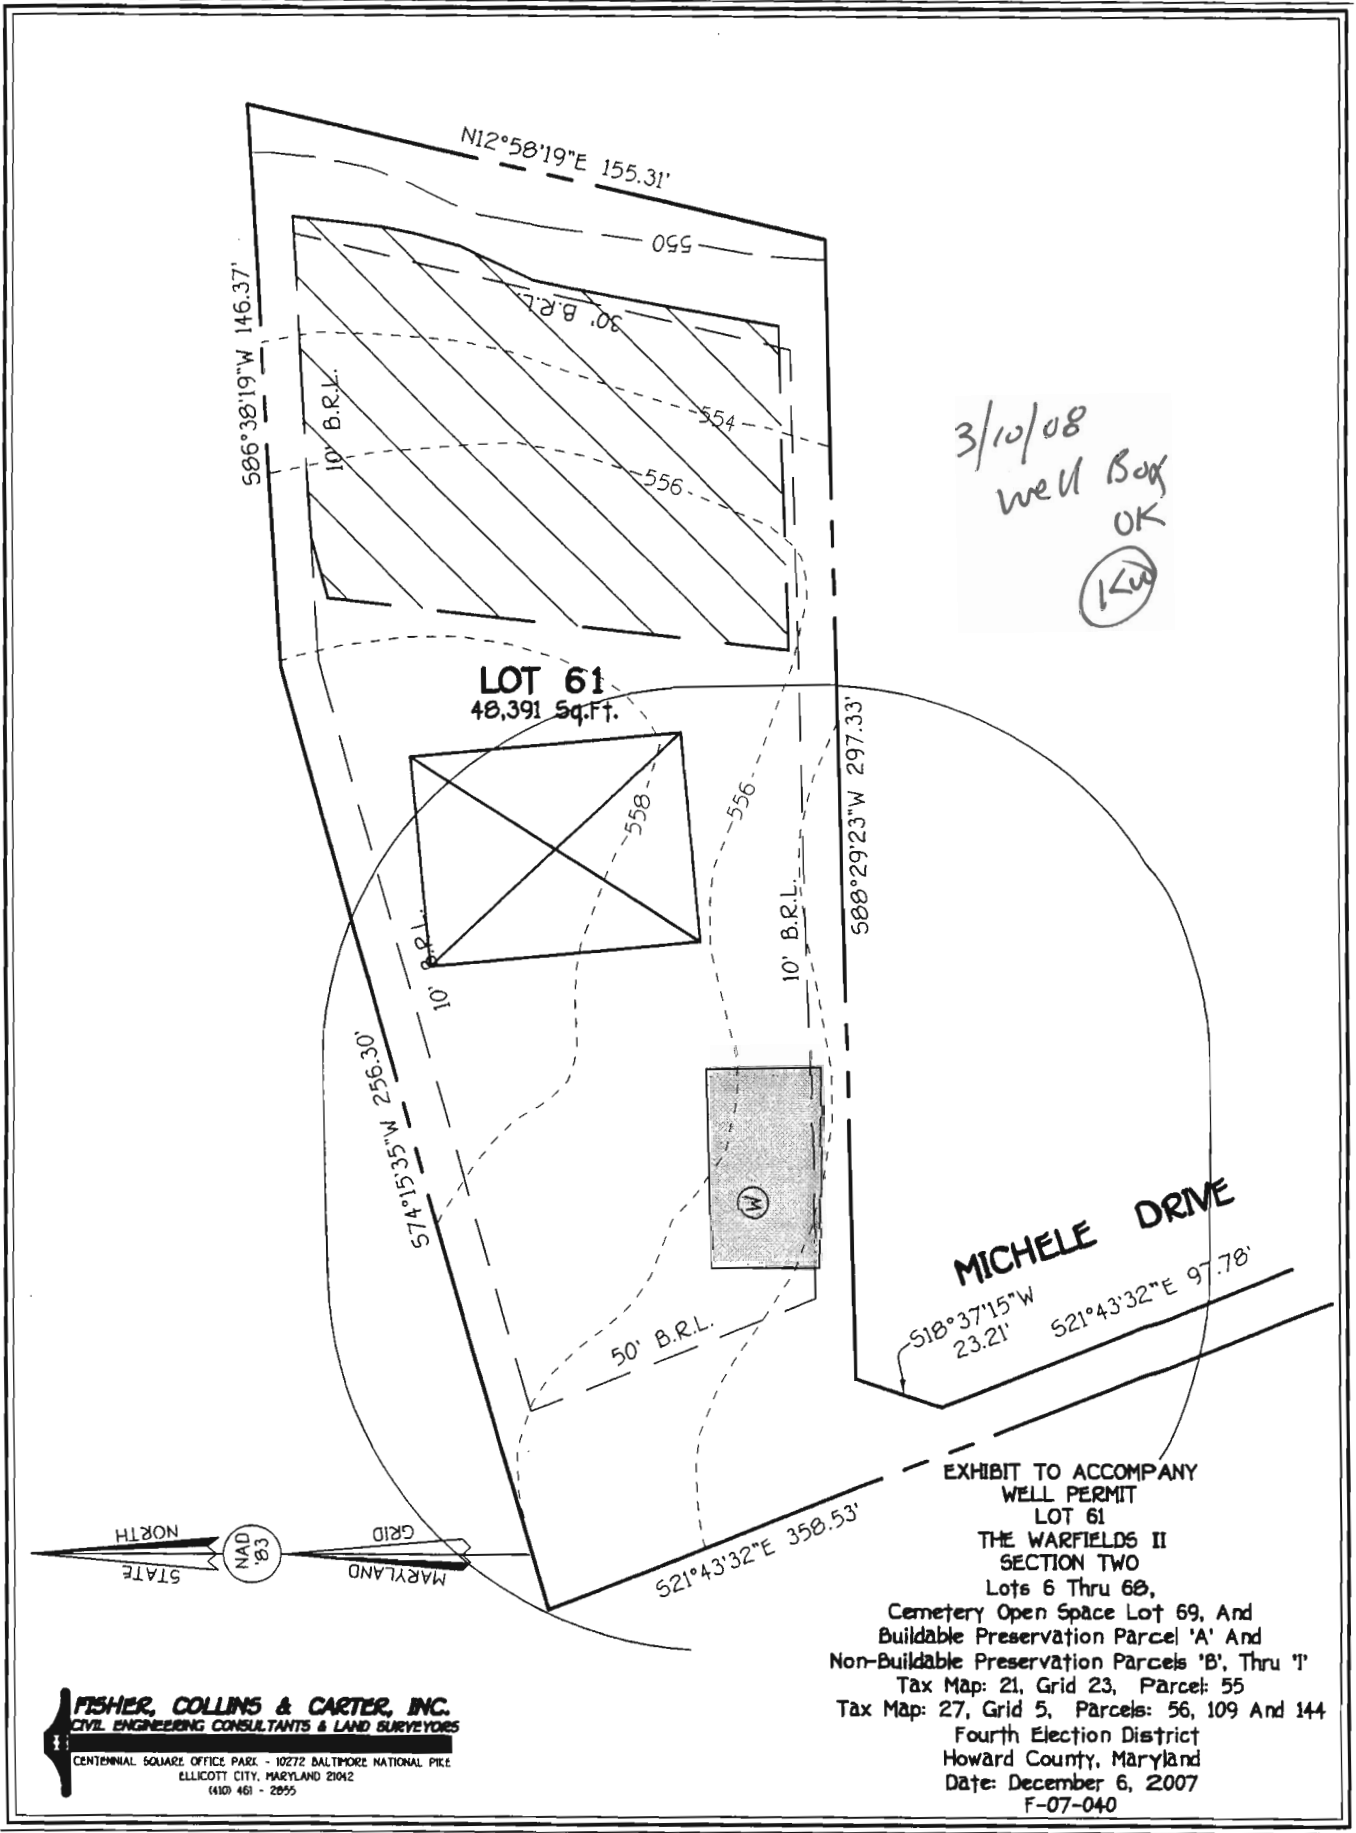 N12°58'19"E 155.31'
550
30' B.R.L.
S86°38'19"W 146.37'
10' B.R.L.
554
556
3/10/08
Well Box
OK
KW
LOT 61
48,391 Sq.Ft.
558
556
S88°29'23"W 297.33'
10' B.R.L.
10' B.R.L.
S74°15'35"W 256.30'
W
MICHELE DRIVE
S18°37'15"W
23.21'
S21°43'32"E 97.78'
50' B.R.L.
S21°43'32"E 358.53'
NORTH
STATE
NAD
'83
GRID
MARYLAND
EXHIBIT TO ACCOMPANY
WELL PERMIT
LOT 61
THE WARFIELDS II
SECTION TWO
Lots 6 Thru 68,
Cemetery Open Space Lot 69, And
Buildable Preservation Parcel 'A' And
Non-Buildable Preservation Parcels 'B', Thru 'I'
Tax Map: 21, Grid 23, Parcel: 55
Tax Map: 27, Grid 5, Parcels: 56, 109 And 144
Fourth Election District
Howard County, Maryland
Date: December 6, 2007
F-07-040
FISHER, COLLINS & CARTER, INC.
CIVIL ENGINEERING CONSULTANTS & LAND SURVEYORS
CENTENNIAL SQUARE OFFICE PARK - 10272 BALTIMORE NATIONAL PIKE
ELLICOTT CITY, MARYLAND 21042
(410) 461 - 2855